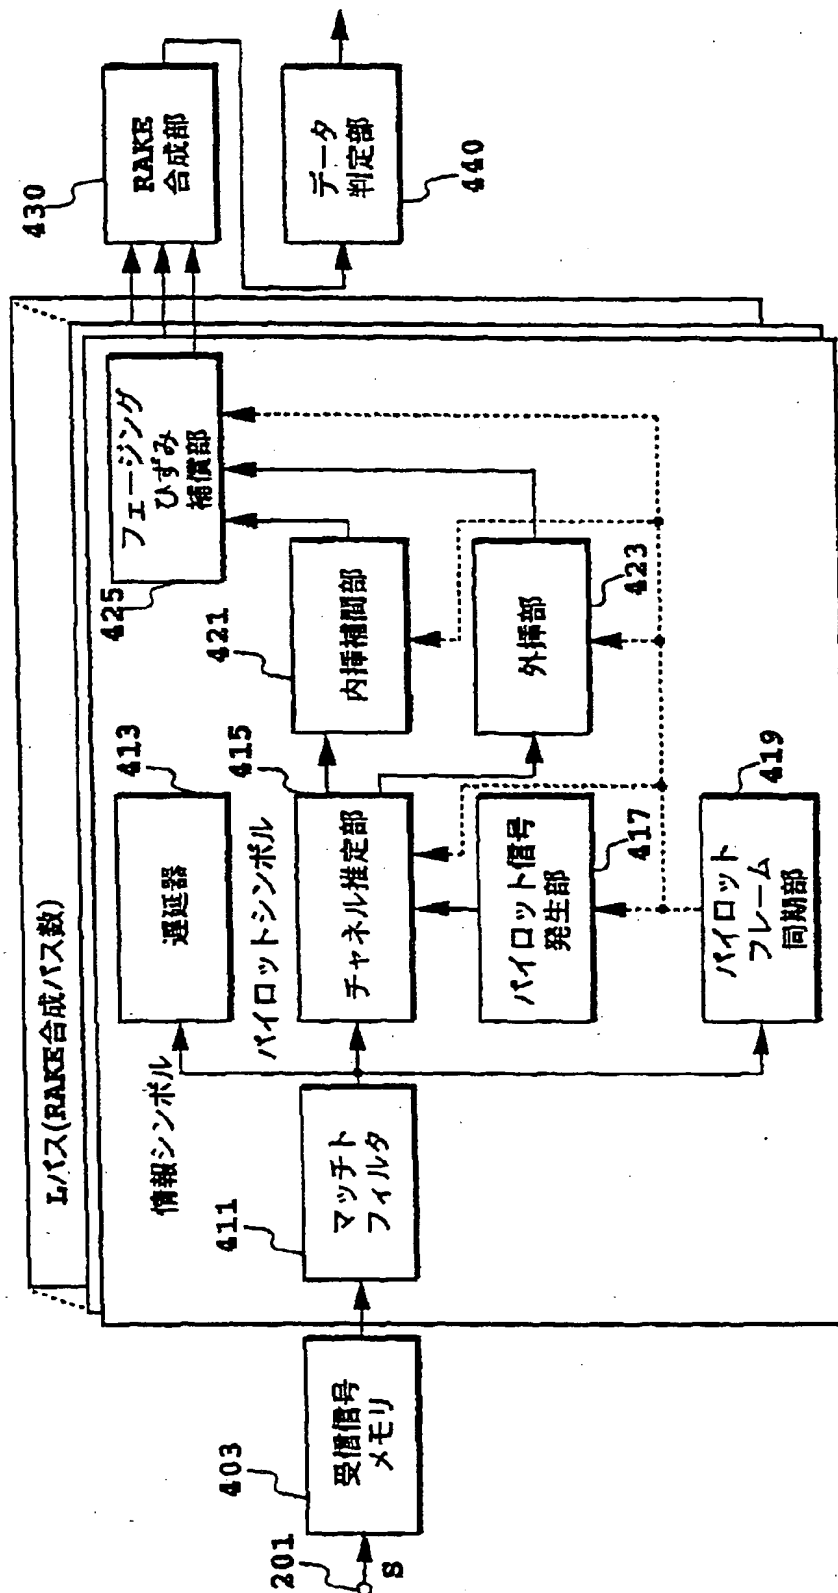 Lパス(RAKE合成パス数)
201
S
403
受信信号
メモリ
411
マッチト
フィルタ
情報シンボル
413
遅延器
パイロットシンボル
415
チャネル推定部
417
パイロット信号
発生部
419
パイロット
フレーム
同期部
421
内挿補間部
423
外挿部
425
フェージング
ひずみ
補償部
430
RAKE
合成部
440
データ
判定部